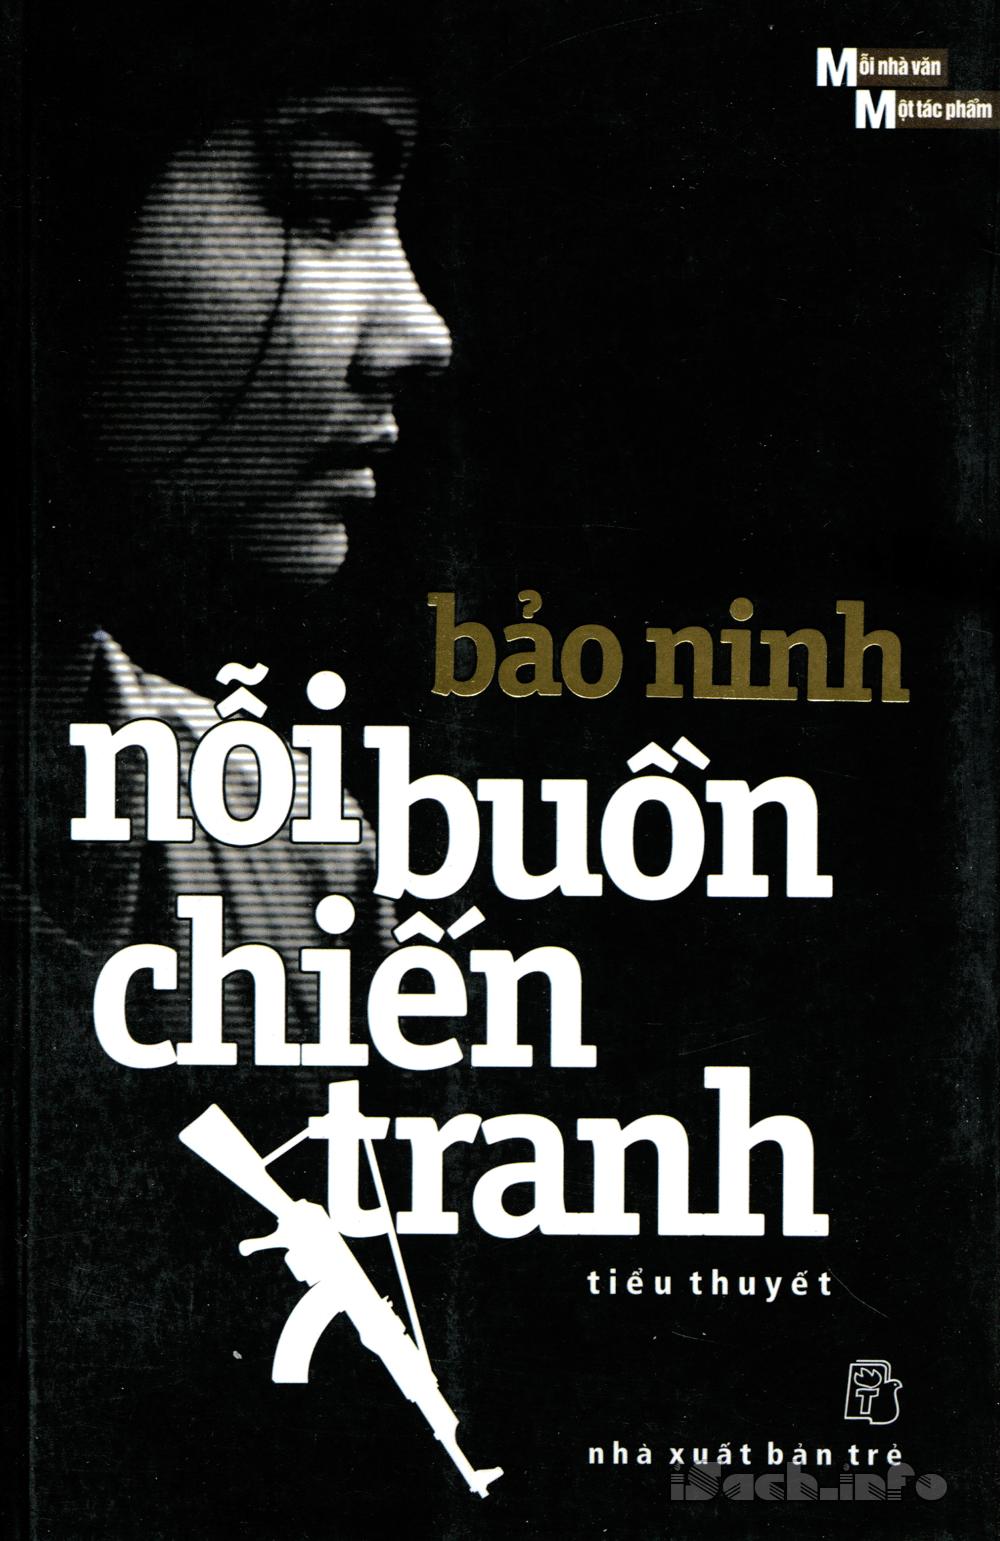 Mỗi nhà văn
Một tác phẩm
bảo ninh
nỗi buồn
chiến
tranh
tiểu thuyết
T
nhà xuất bản trẻ
iSach.info